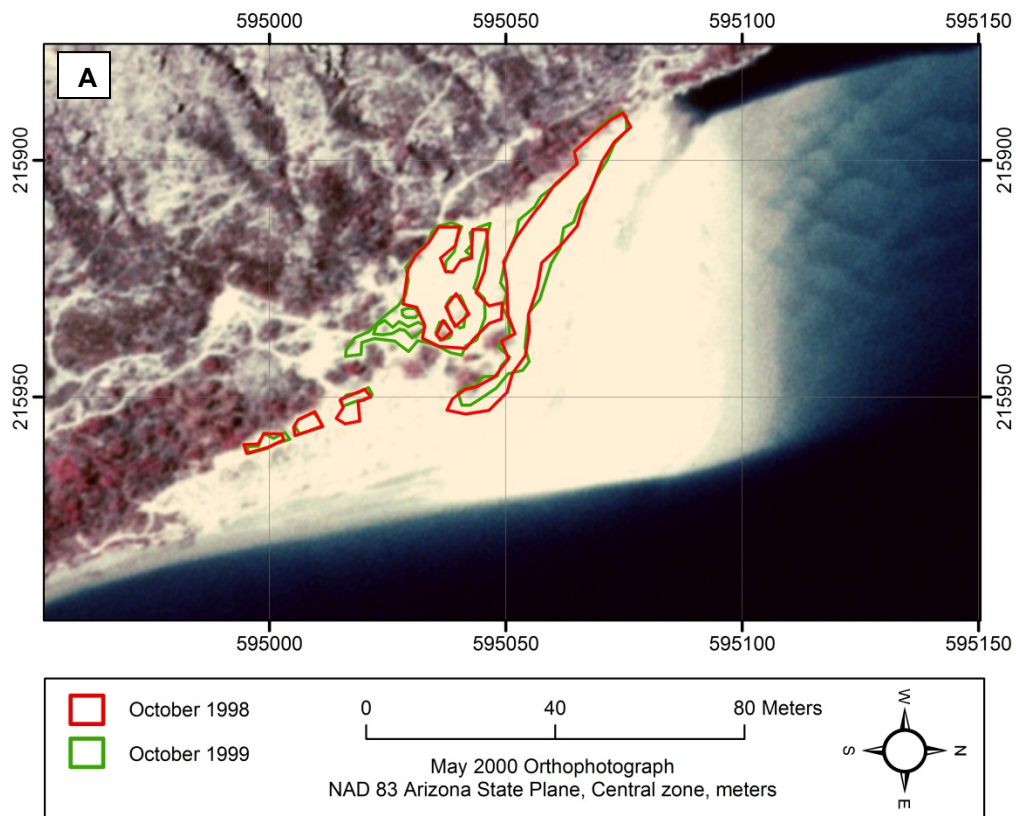 595000 595050 595100 595150
A
215900 215900
215950 215950
595000 595050 595100 595150
October 1998
October 1999
0 40 80 Meters
May 2000 Orthophotograph
NAD 83 Arizona State Plane, Central zone, meters
W
S N
E